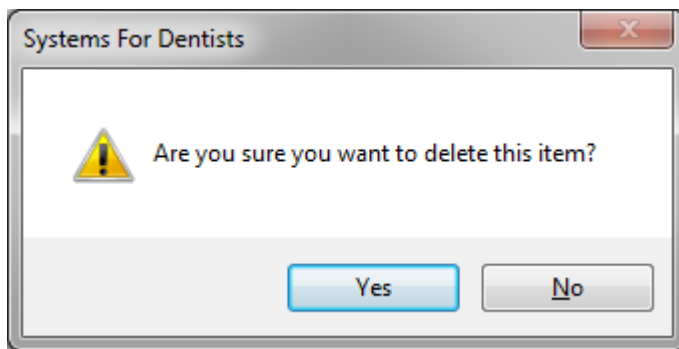 Systems For Dentists
Are you sure you want to delete this item?
Yes
No